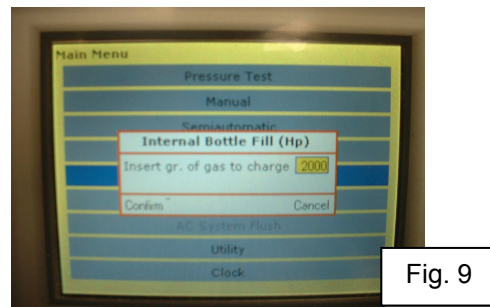 Main Menu
Pressure Test
Manual
Semiautomatic
Internal Bottle Fill (Hp)
Insert gr. of gas to charge 2000
Confirm Cancel
AC System Flush
Utility
Clock
Fig. 9